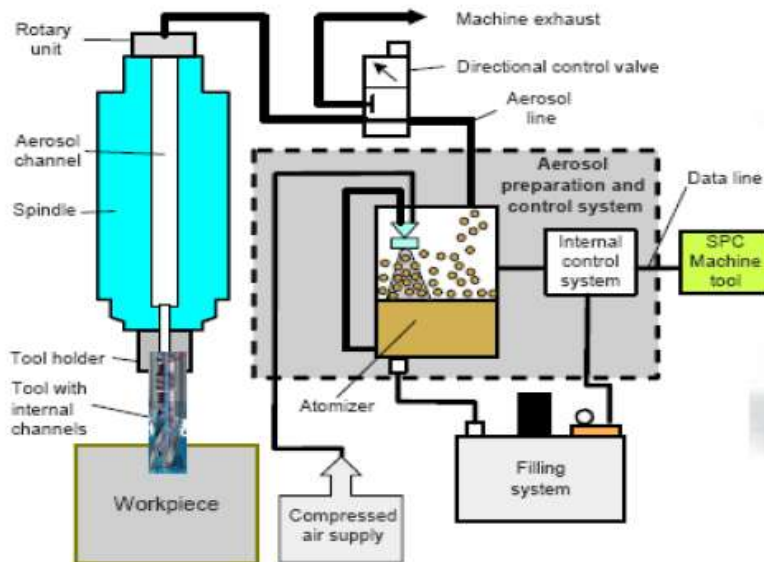 Machine exhaust
Rotary
unit
Directional control valve
Aerosol
line
Aerosol
channel
Spindle
Aerosol
preparation and
control system
Data line
Internal
control
system
SPC
Machine
tool
Tool holder
Tool with
internal
channels
Atomizer
Workpiece
Compressed
air supply
Filling
system